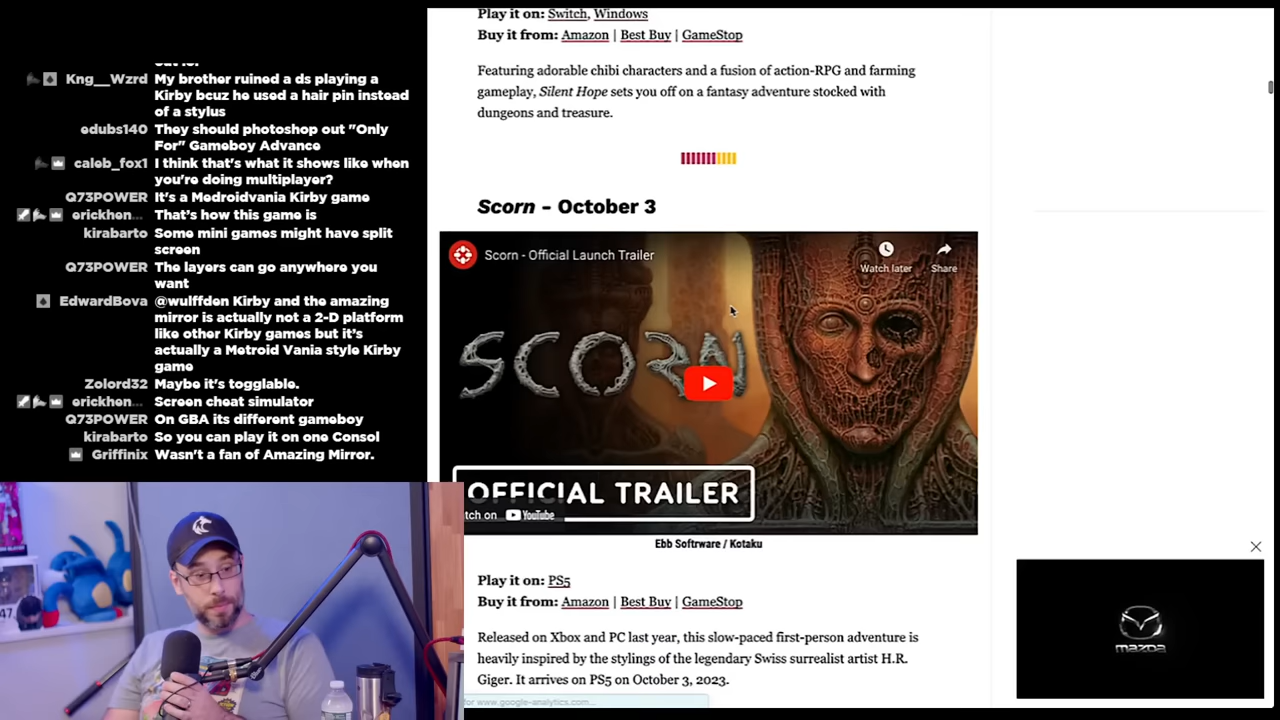 Kng__Wzrd My brother ruined a ds playing a
Kirby bcuz he used a hair pin instead
of a stylus
edubs140 They should photoshop out "Only
For" Gameboy Advance
caleb_fox1 I think that's what it shows like when
you're doing multiplayer?
Q73POWER It's a Medroidvania Kirby game
erickhen... That's how this game is
kirabarto Some mini games might have split
screen
Q73POWER The layers can go anywhere you
want
EdwardBova @wulffden Kirby and the amazing
mirror is actually not a 2-D platform
like other Kirby games but it's
actually a Metroid Vania style Kirby
game
Zolord32 Maybe it's togglable.
erickhen... Screen cheat simulator
Q73POWER On GBA its different gameboy
kirabarto So you can play it on one Consol
Griffinix Wasn't a fan of Amazing Mirror.
Play it on: Switch, Windows
Buy it from: Amazon | Best Buy | GameStop
Featuring adorable chibi characters and a fusion of action-RPG and farming
gameplay, Silent Hope sets you off on a fantasy adventure stocked with
dungeons and treasure.
Scorn – October 3
Scorn - Official Launch Trailer
Watch later
Share
SCORN
OFFICIAL TRAILER
tch on YouTube
Ebb Softrware / Kotaku
Play it on: PS5
Buy it from: Amazon | Best Buy | GameStop
Released on Xbox and PC last year, this slow-paced first-person adventure is
heavily inspired by the stylings of the legendary Swiss surrealist artist H.R.
Giger. It arrives on PS5 on October 3, 2023.
for www.google-analytics.com...
mazda
47